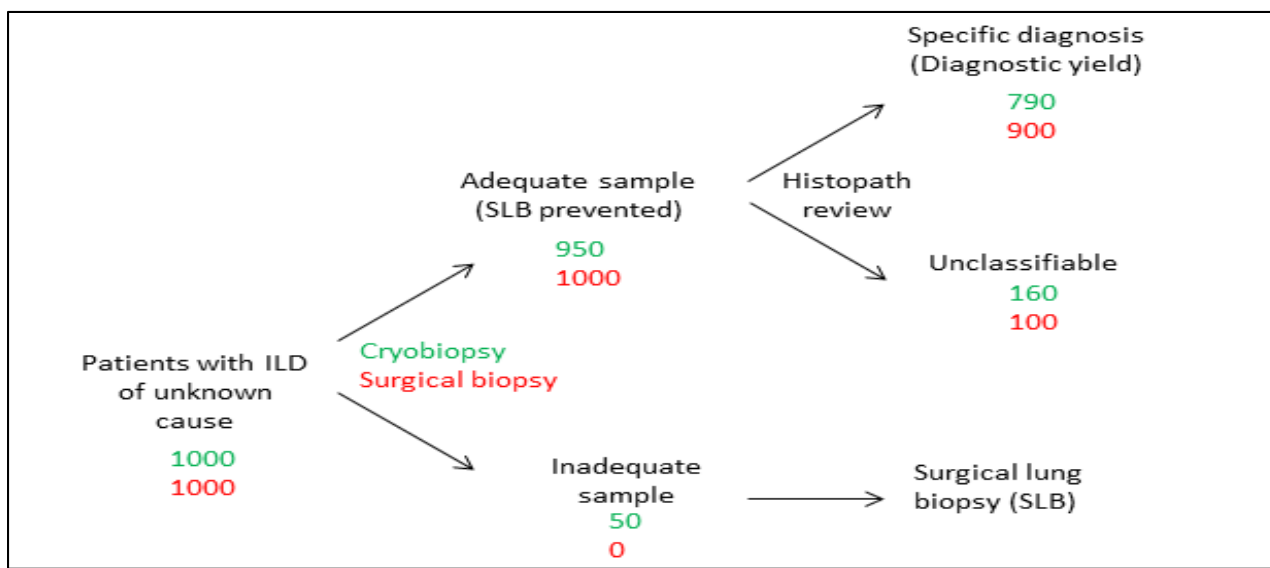 Specific diagnosis
(Diagnostic yield)
790
900
Adequate sample
(SLB prevented)
950
1000
Histopath
review
Unclassifiable
160
100
Patients with ILD
of unknown
cause
1000
1000
Cryobiopsy
Surgical biopsy
Inadequate
sample
50
0
Surgical lung
biopsy (SLB)